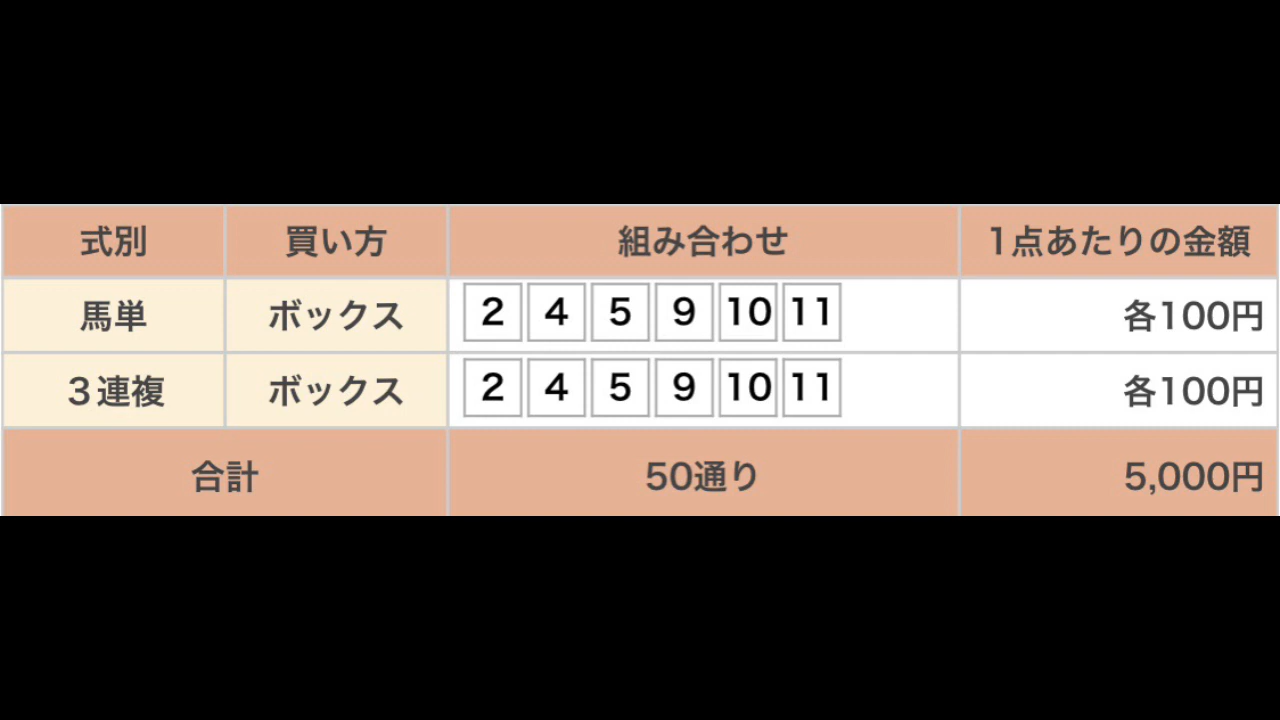 式別 買い方 組み合わせ 1点あたりの金額
馬単 ボックス 2 4 5 9 10 11 各100円
３連複 ボックス 2 4 5 9 10 11 各100円
合計 50通り 5,000円